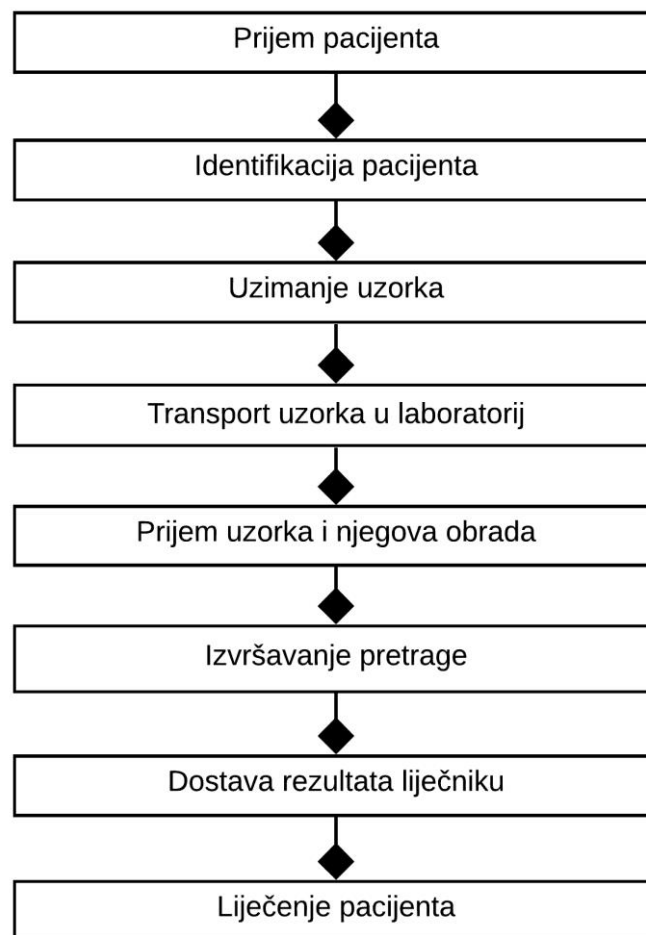 Prijem pacijenta
Identifikacija pacijenta
Uzimanje uzorka
Transport uzorka u laboratorij
Prijem uzorka i njegova obrada
Izvršavanje pretrage
Dostava rezultata liječniku
Liječenje pacijenta